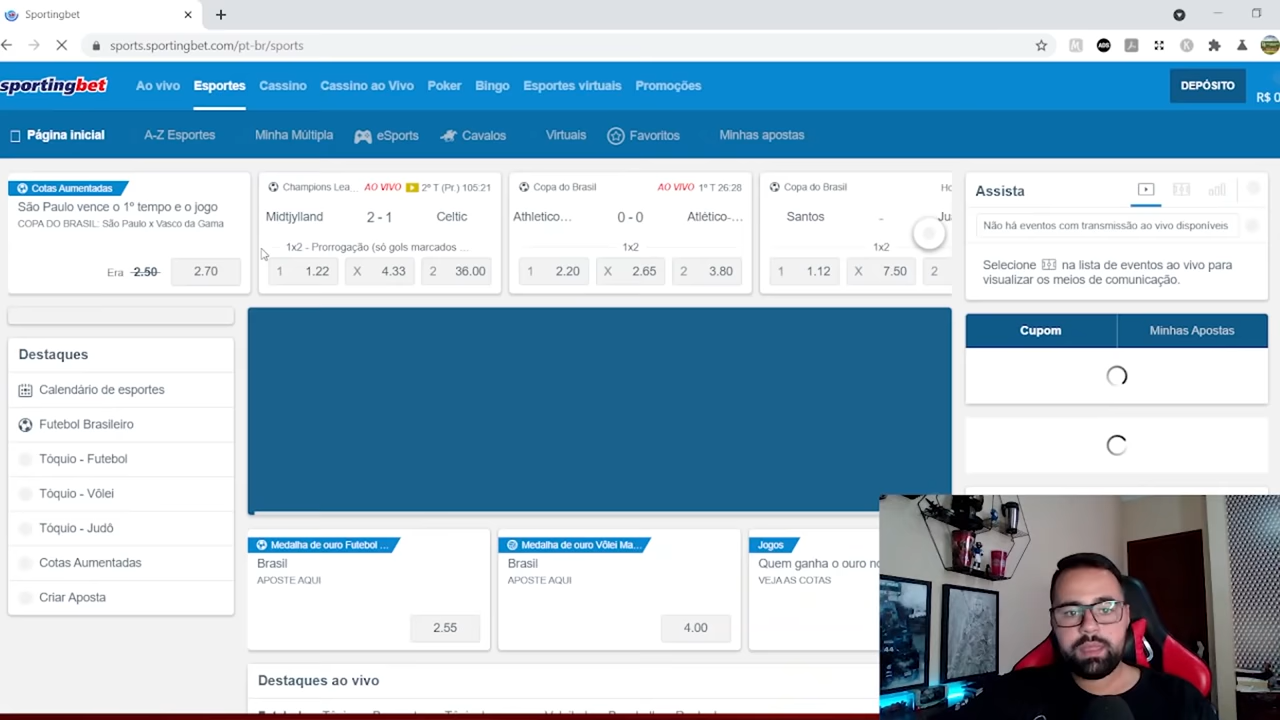 Sportingbet
sports.sportingbet.com/pt-br/sports
ABP
sportingbet
Ao vivo Esportes Cassino Cassino ao Vivo Poker Bingo Esportes virtuais Promoções
DEPÓSITO
R$ 0
Página inicial A-Z Esportes Minha Múltipla eSports Cavalos Virtuais Favoritos Minhas apostas
Cotas Aumentadas
São Paulo vence o 1º tempo e o jogo
COPA DO BRASIL: São Paulo x Vasco da Gama
Era 2.50 2.70
Champions Lea... AO VIVO 2º T (Pr.) 105:21
Midtjylland 2 - 1 Celtic
1x2 - Prorrogação (só gols marcados ...
1 1.22 X 4.33 2 36.00
Copa do Brasil AO VIVO 1º T 26:28
Athletico... 0 - 0 Atlético-...
1x2
1 2.20 X 2.65 2 3.80
Copa do Brasil Ho
Santos - Ju
1x2
1 1.12 X 7.50 2
Assista
Não há eventos com transmissão ao vivo disponíveis
Selecione na lista de eventos ao vivo para
visualizar os meios de comunicação.
Cupom Minhas Apostas
Destaques
Calendário de esportes
Futebol Brasileiro
Tóquio - Futebol
Tóquio - Vôlei
Tóquio - Judô
Cotas Aumentadas
Criar Aposta
Medalha de ouro Futebol ...
Brasil
APOSTE AQUI
2.55
Medalha de ouro Vôlei Ma...
Brasil
APOSTE AQUI
4.00
Jogos
Quem ganha o ouro no
VEJA AS COTAS
Destaques ao vivo